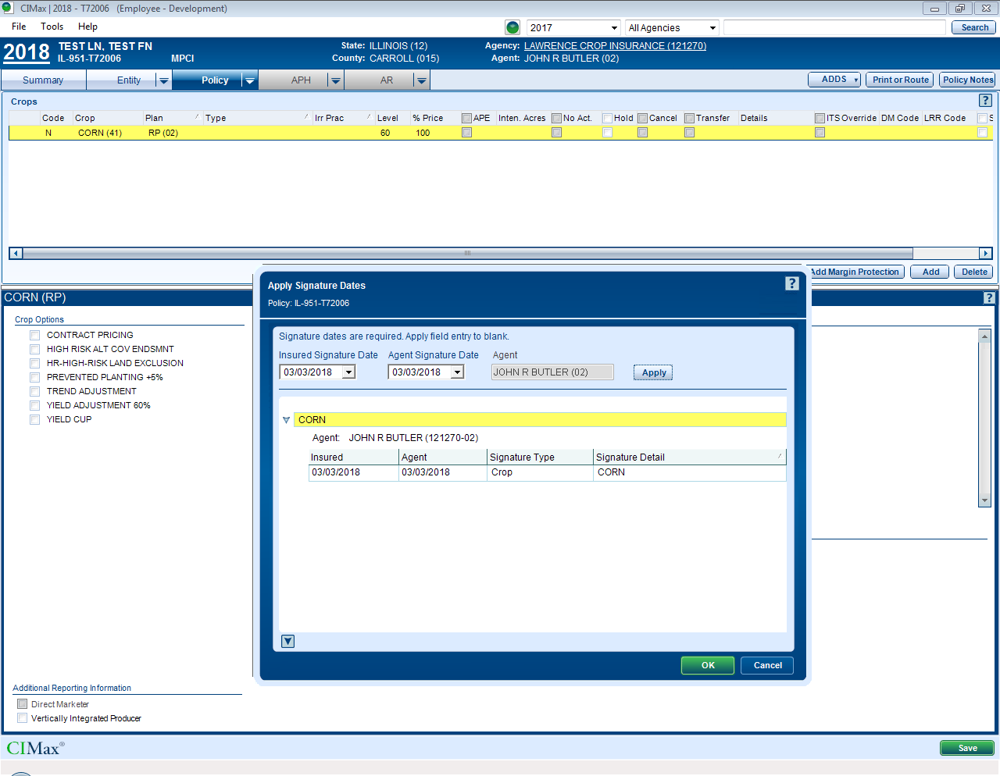 CIMax | 2018 - T72006 (Employee - Development)
File Tools Help
2017 All Agencies Search
2018 TEST LN, TEST FN
IL-951-T72006 MPCI
State: ILLINOIS (12)
County: CARROLL (015)
Agency: LAWRENCE CROP INSURANCE (121270)
Agent: JOHN R BUTLER (02)
Summary Entity Policy APH AR ADDS Print or Route Policy Notes
Crops ?
Code Crop Plan Type Irr Prac Level % Price APE Inten. Acres No Act. Hold Cancel Transfer Details ITS Override DM Code LRR Code S
N CORN (41) RP (02) 60 100
Add Margin Protection Add Delete
CORN (RP) ?
Crop Options
CONTRACT PRICING
HIGH RISK ALT COV ENDSMNT
HR-HIGH-RISK LAND EXCLUSION
PREVENTED PLANTING +5%
TREND ADJUSTMENT
YIELD ADJUSTMENT 60%
YIELD CUP
Additional Reporting Information
Direct Marketer
Vertically Integrated Producer
Apply Signature Dates ?
Policy: IL-951-T72006
Signature dates are required. Apply field entry to blank.
Insured Signature Date Agent Signature Date Agent
03/03/2018 03/03/2018 JOHN R BUTLER (02) Apply
CORN
Agent: JOHN R BUTLER (121270-02)
Insured Agent Signature Type Signature Detail
03/03/2018 03/03/2018 Crop CORN
OK Cancel
CIMax® Save